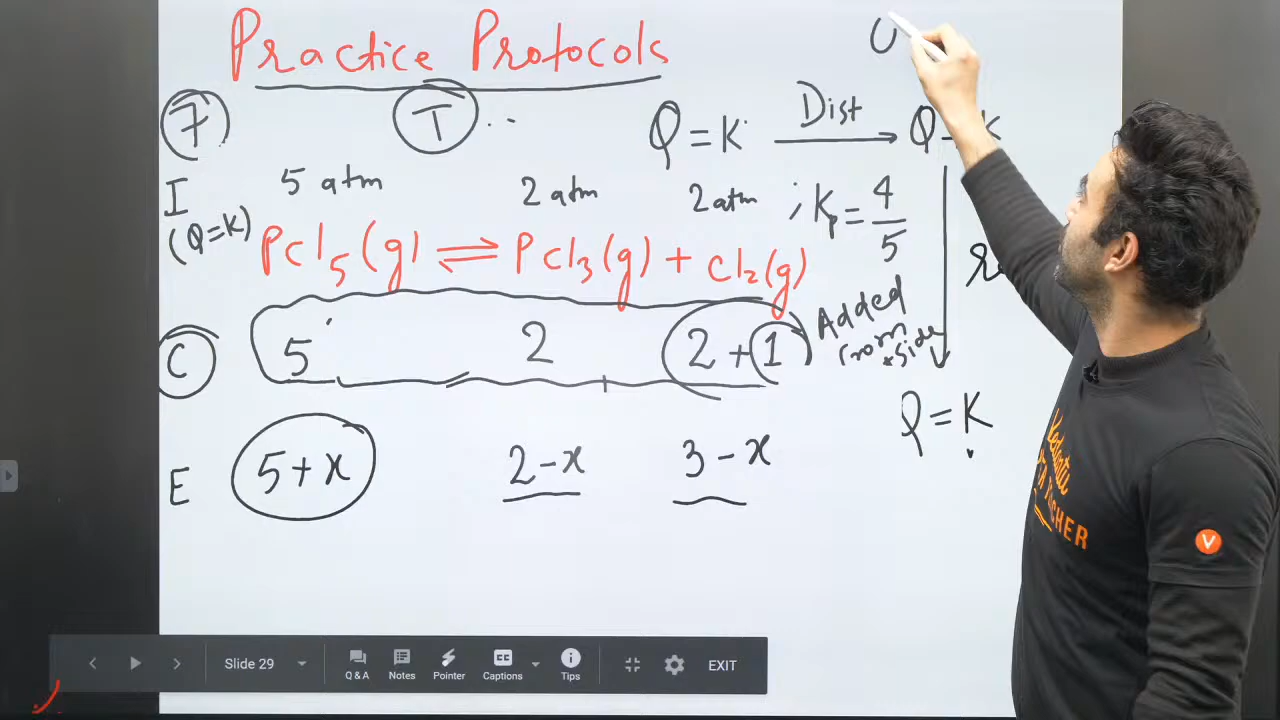 Practice Protocols
7 T ..
Q = K Dist Q = K
I 5 atm 2 atm 2 atm ; Kp = 4/5
(Q=K) PCl5(g) ⇌ PCl3(g) + Cl2(g)
C 5 2 2 + 1 Added from
Q = K
E 5+x 2-x 3-x
Slide 29
Q & A
Notes
Pointer
Captions
Tips
EXIT